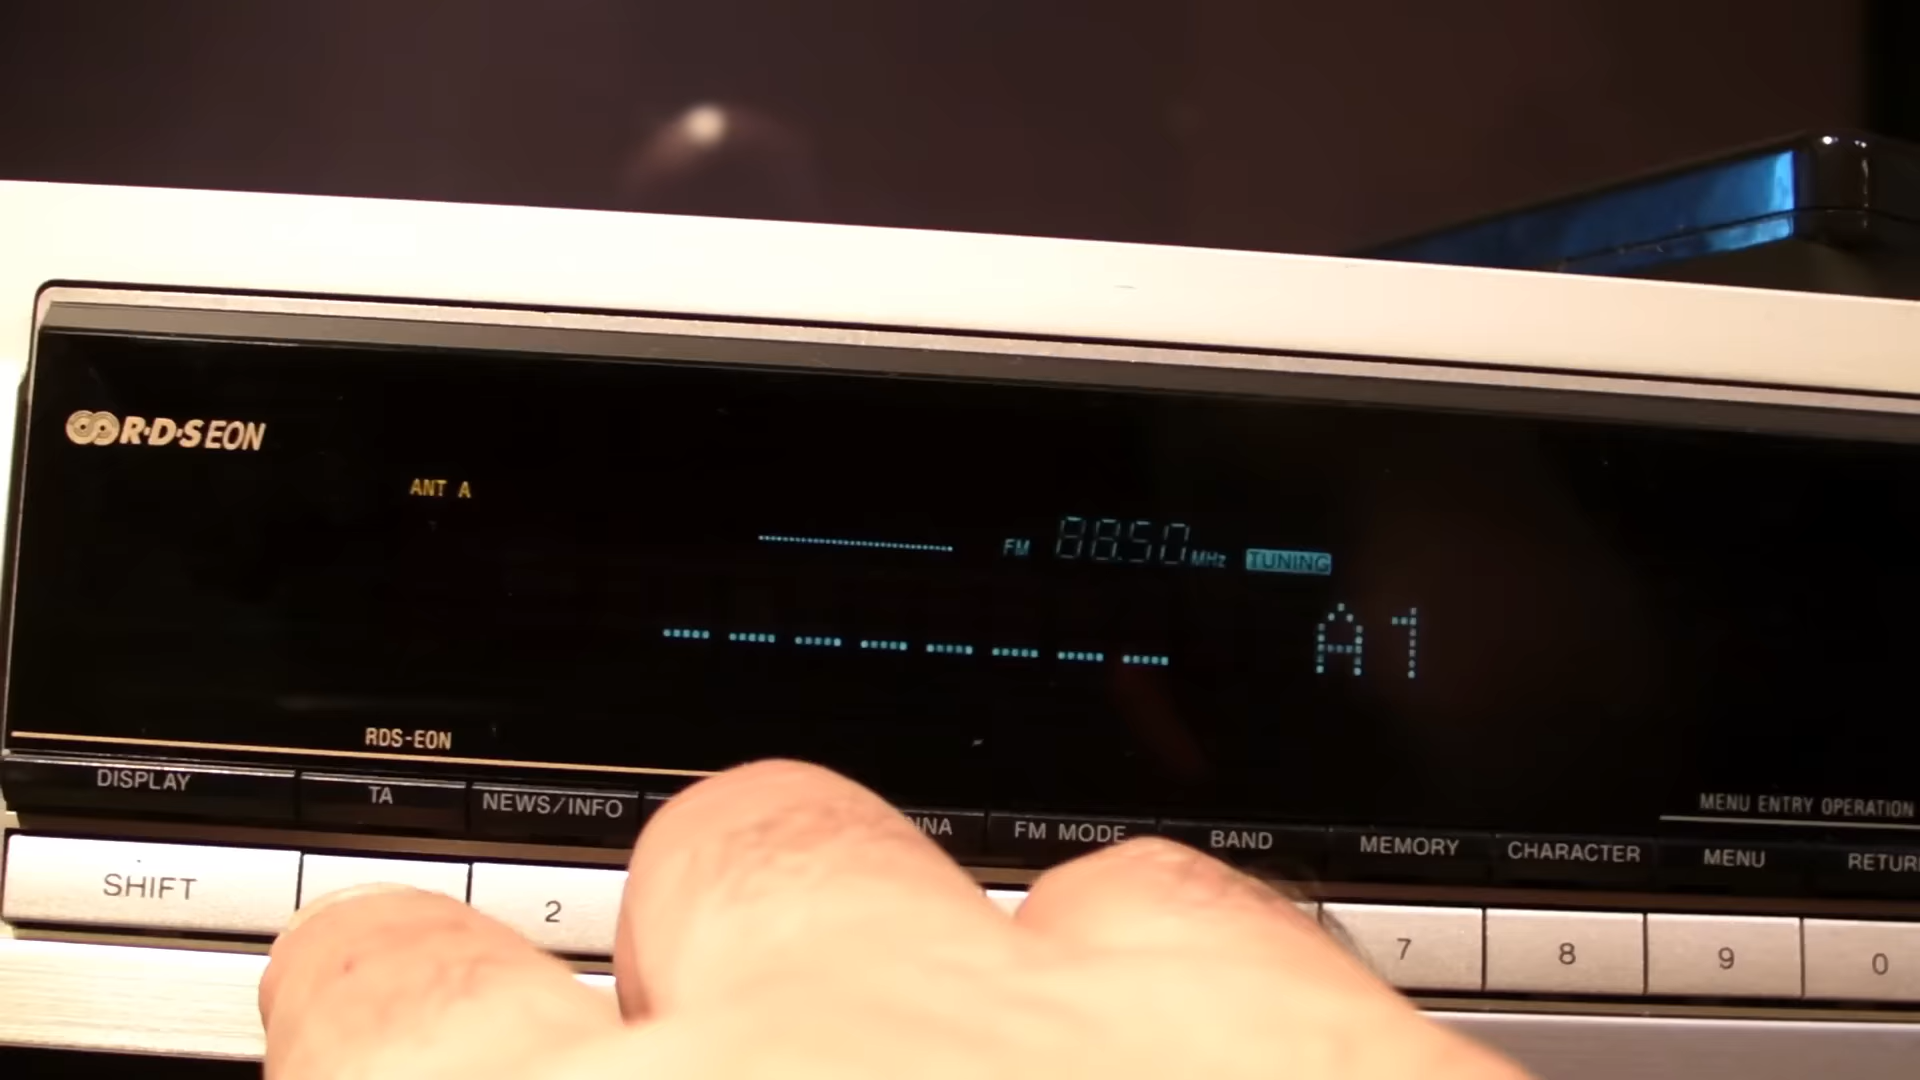 R·D·S EON
ANT A
FM 88.50 MHz TUNING
A1
RDS-EON
DISPLAY TA NEWS/INFO FM MODE BAND MEMORY CHARACTER MENU
MENU ENTRY OPERATION
SHIFT 2 7 8 9 0